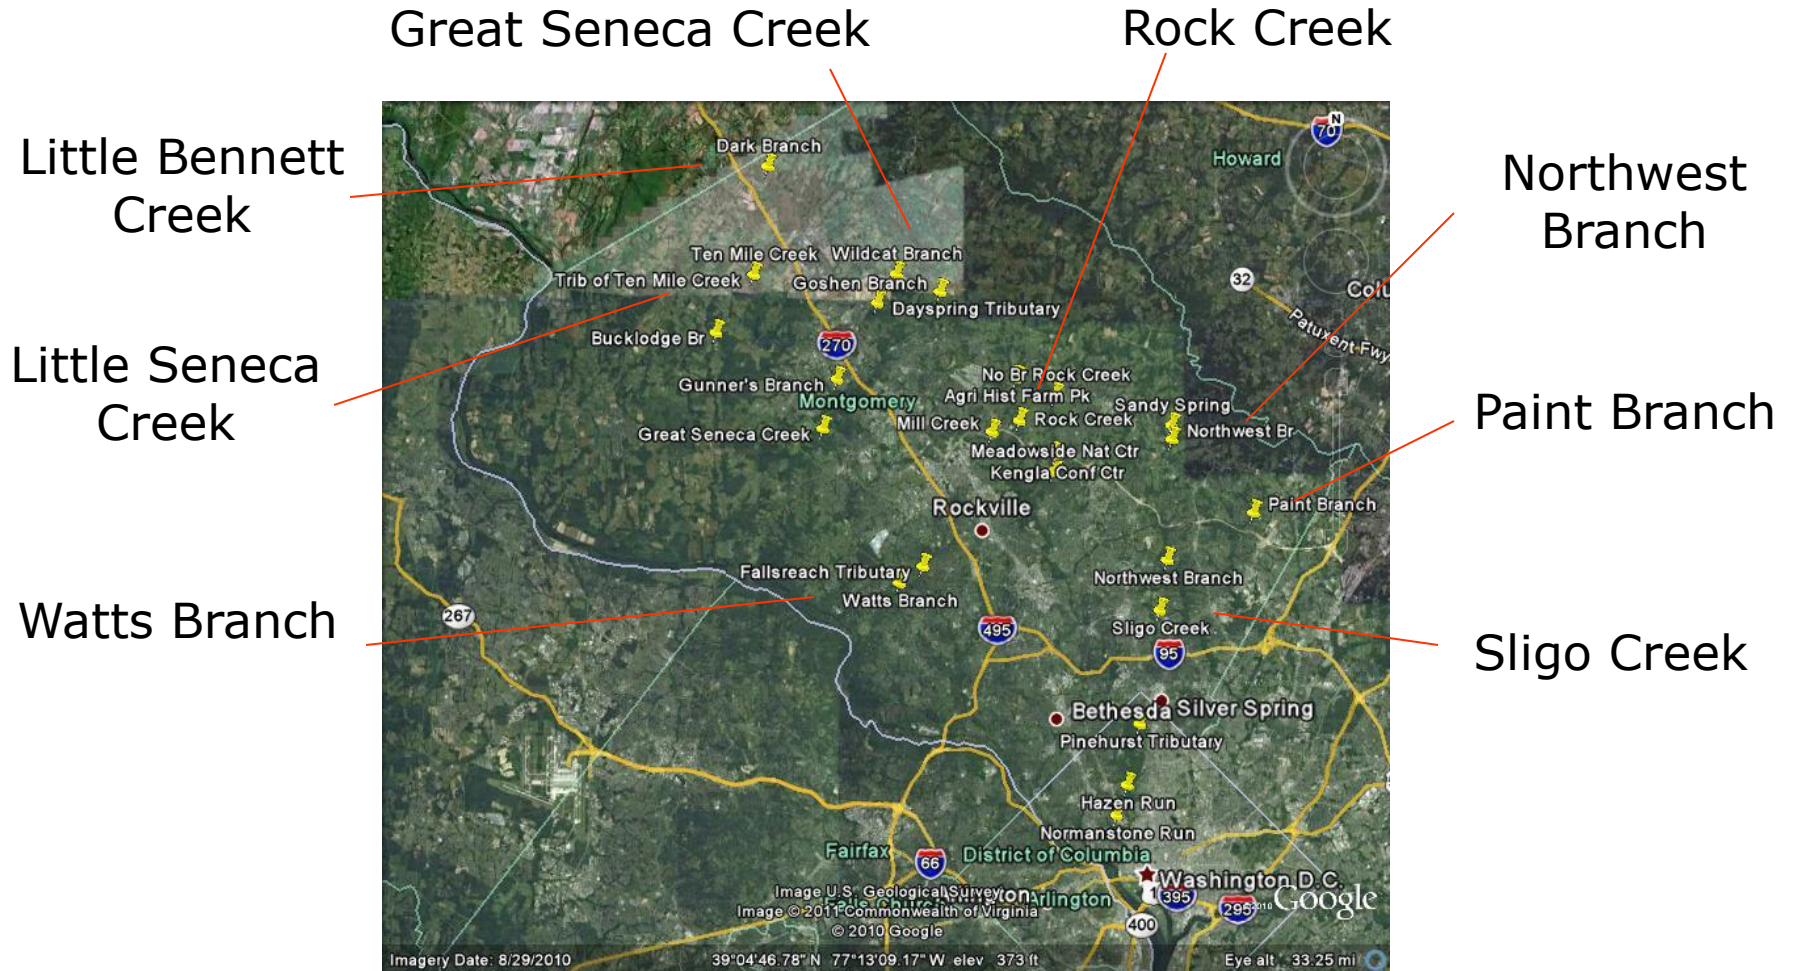 Great Seneca Creek
Rock Creek
Little Bennett
Creek
Northwest
Branch
Little Seneca
Creek
Paint Branch
Watts Branch
Sligo Creek
Dark Branch
Howard
70
N
Ten Mile Creek
Wildcat Branch
Trib of Ten Mile Creek
Goshen Branch
Dayspring Tributary
32
Colu
Patuxent Fwy
Bucklodge Br
270
Gunner's Branch
Montgomery
Great Seneca Creek
No Br Rock Creek
Agri Hist Farm Pk
Sandy Spring
Mill Creek
Rock Creek
Northwest Br
Meadowside Nat Ctr
Kengla Conf Ctr
Rockville
Paint Branch
Fallsreach Tributary
Watts Branch
Northwest Branch
267
495
Sligo Creek
95
Bethesda
Silver Spring
Pinehurst Tributary
Hazen Run
Normanstone Run
Fairfax
66
District of Columbia
Washington D.C.
Image U.S. Geological Survey
Falls Church
Arlington
Arlington
1
395
295
©2010 Google
Image © 2011 Commonwealth of Virginia
© 2010 Google
400
Imagery Date: 8/29/2010
39°04'46.78" N 77°13'09.17" W elev 373 ft
Eye alt 33.25 mi